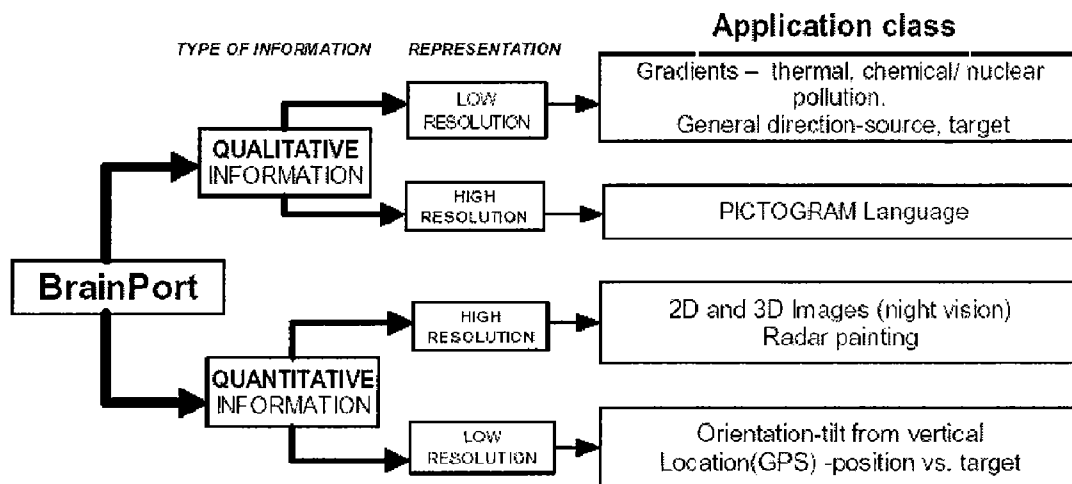 Application class
TYPE OF INFORMATION
REPRESENTATION
LOW
RESOLUTION
Gradients – thermal, chemical/ nuclear
pollution.
General direction-source, target
QUALITATIVE
INFORMATION
HIGH
RESOLUTION
PICTOGRAM Language
BrainPort
HIGH
RESOLUTION
2D and 3D Images (night vision)
Radar painting
QUANTITATIVE
INFORMATION
LOW
RESOLUTION
Orientation-tilt from vertical
Location(GPS) -position vs. target